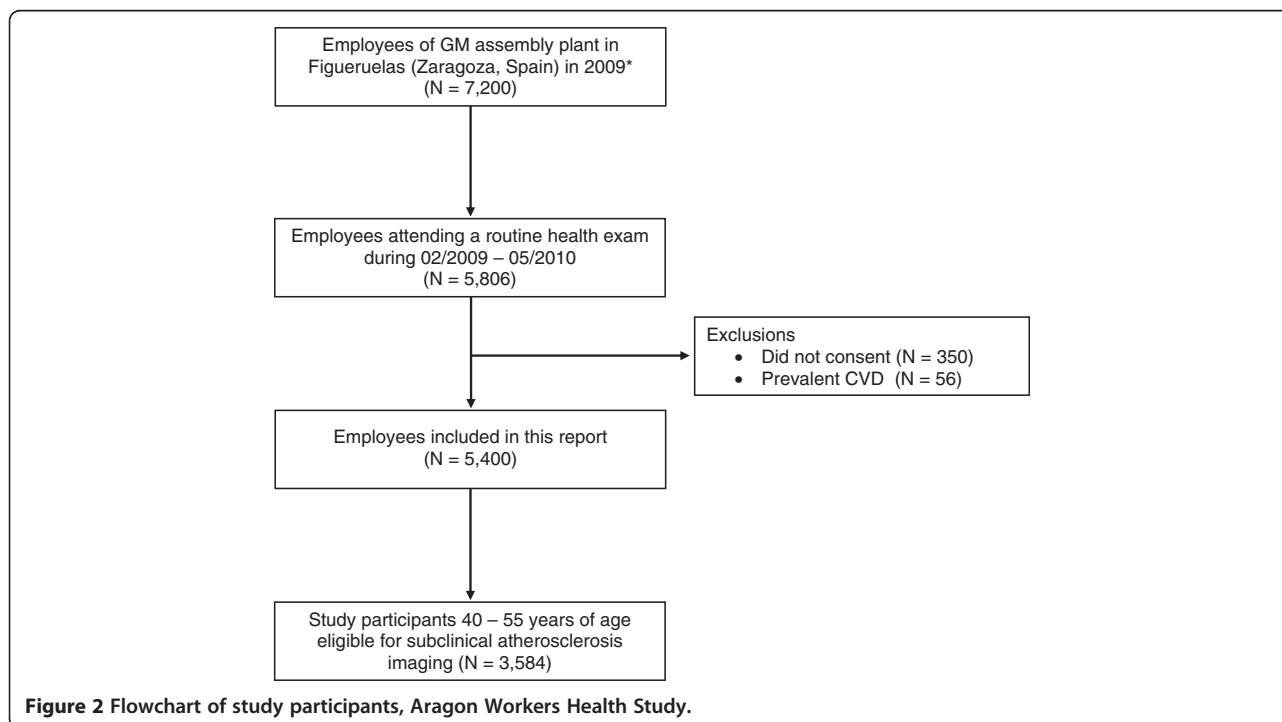 Employees of GM assembly plant in
Figueruelas (Zaragoza, Spain) in 2009*
(N = 7,200)
Employees attending a routine health exam
during 02/2009 – 05/2010
(N = 5,806)
Exclusions
• Did not consent (N = 350)
• Prevalent CVD (N = 56)
Employees included in this report
(N = 5,400)
Study participants 40 – 55 years of age
eligible for subclinical atherosclerosis
imaging (N = 3,584)
Figure 2 Flowchart of study participants, Aragon Workers Health Study.